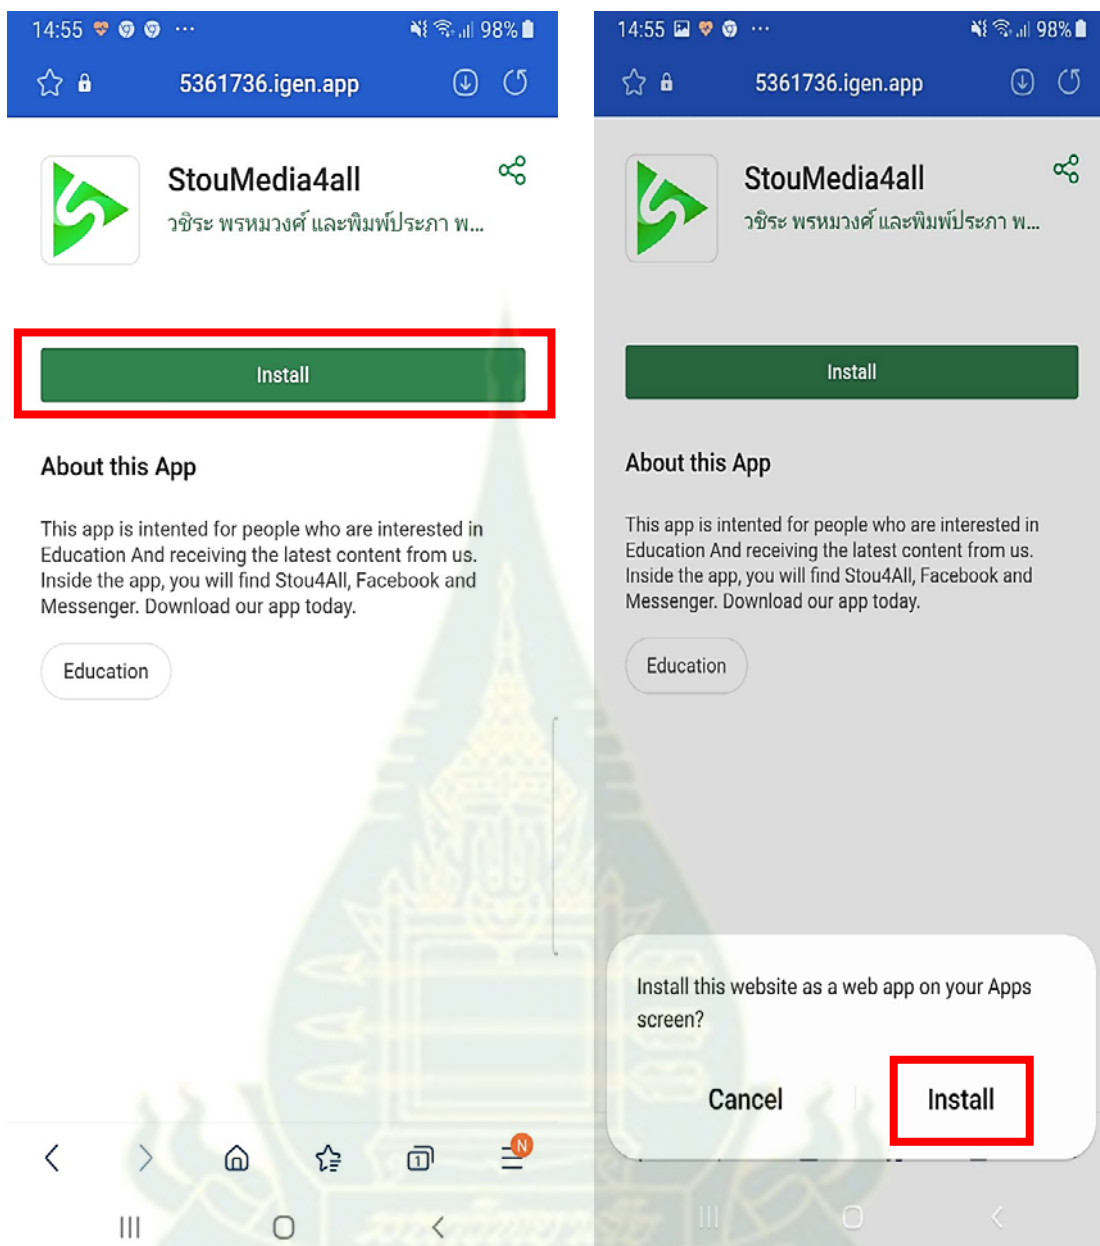 14:55
98%
5361736.igen.app
StouMedia4all
วชิระ พรหมวงศ์ และพิมพ์ประภา พ...
Install
About this App
This app is intented for people who are interested in
Education And receiving the latest content from us.
Inside the app, you will find Stou4All, Facebook and
Messenger. Download our app today.
Education
1
N
14:55
98%
5361736.igen.app
StouMedia4all
วชิระ พรหมวงศ์ และพิมพ์ประภา พ...
Install
About this App
This app is intented for people who are interested in
Education And receiving the latest content from us.
Inside the app, you will find Stou4All, Facebook and
Messenger. Download our app today.
Education
Install this website as a web app on your Apps
screen?
Cancel
Install